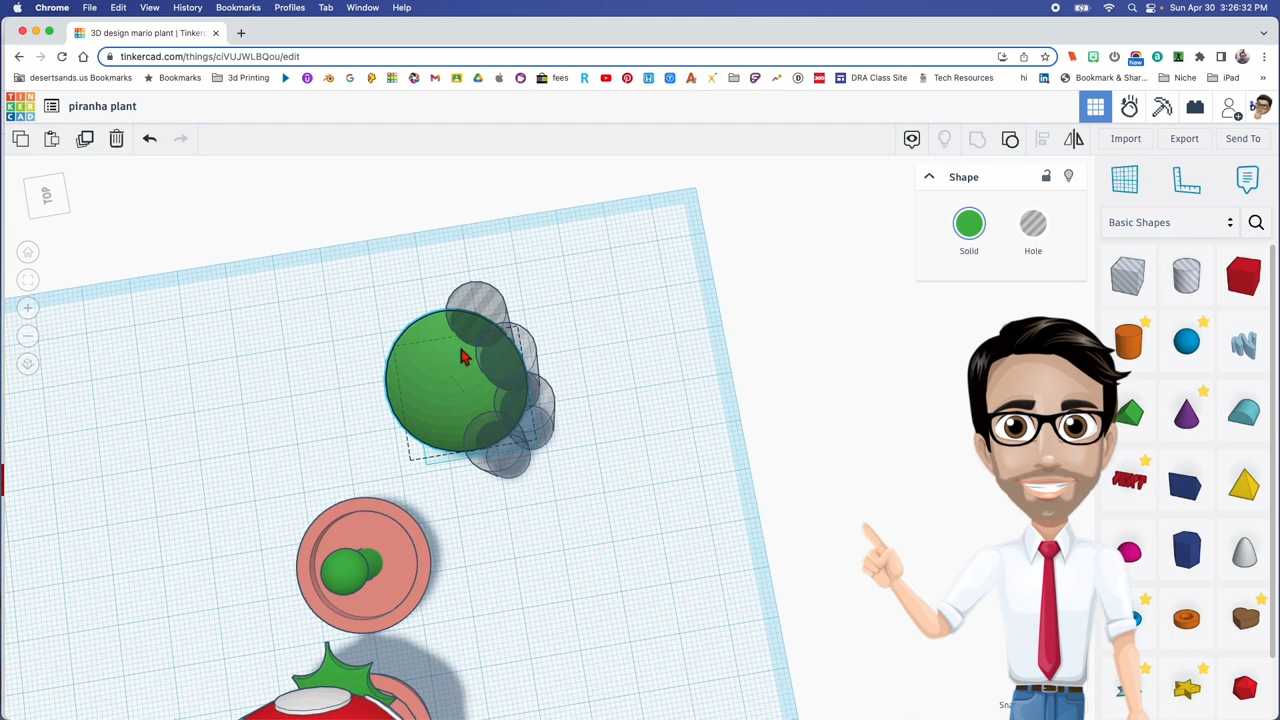 Chrome File Edit View History Bookmarks Profiles Tab Window Help
Sun Apr 30 3:26:32 PM
3D design mario plant | Tinkerc
tinkercad.com/things/ciVUJWLBQou/edit
desertsands.us Bookmarks Bookmarks 3d Printing fees DRA Class Site Tech Resources hi Bookmark & Shar... Niche iPad
TIN KER CAD
piranha plant
Import Export Send To
TOP
Shape
Solid Hole
Basic Shapes